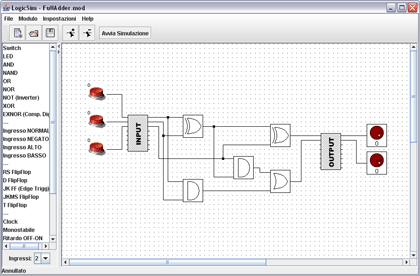 LogicSim - FullAdder.mod
File Modulo Impostazioni Help
Avvia Simulazione
Switch
LED
AND
NAND
OR
NOR
NOT (Inverter)
XOR
EXNOR (Comp. Dig
...
Ingresso NORMAL
Ingresso NEGATO
Ingresso ALTO
Ingresso BASSO
...
RS FlipFlop
D FlipFlop
JK FF (Edge Trigg)
JKMS FlipFlop
T FlipFlop
...
Clock
Monostabile
Ritardo OFF-ON
Ingressi: 2
Annullato
0
0
0
INPUT
OUTPUT
0
0